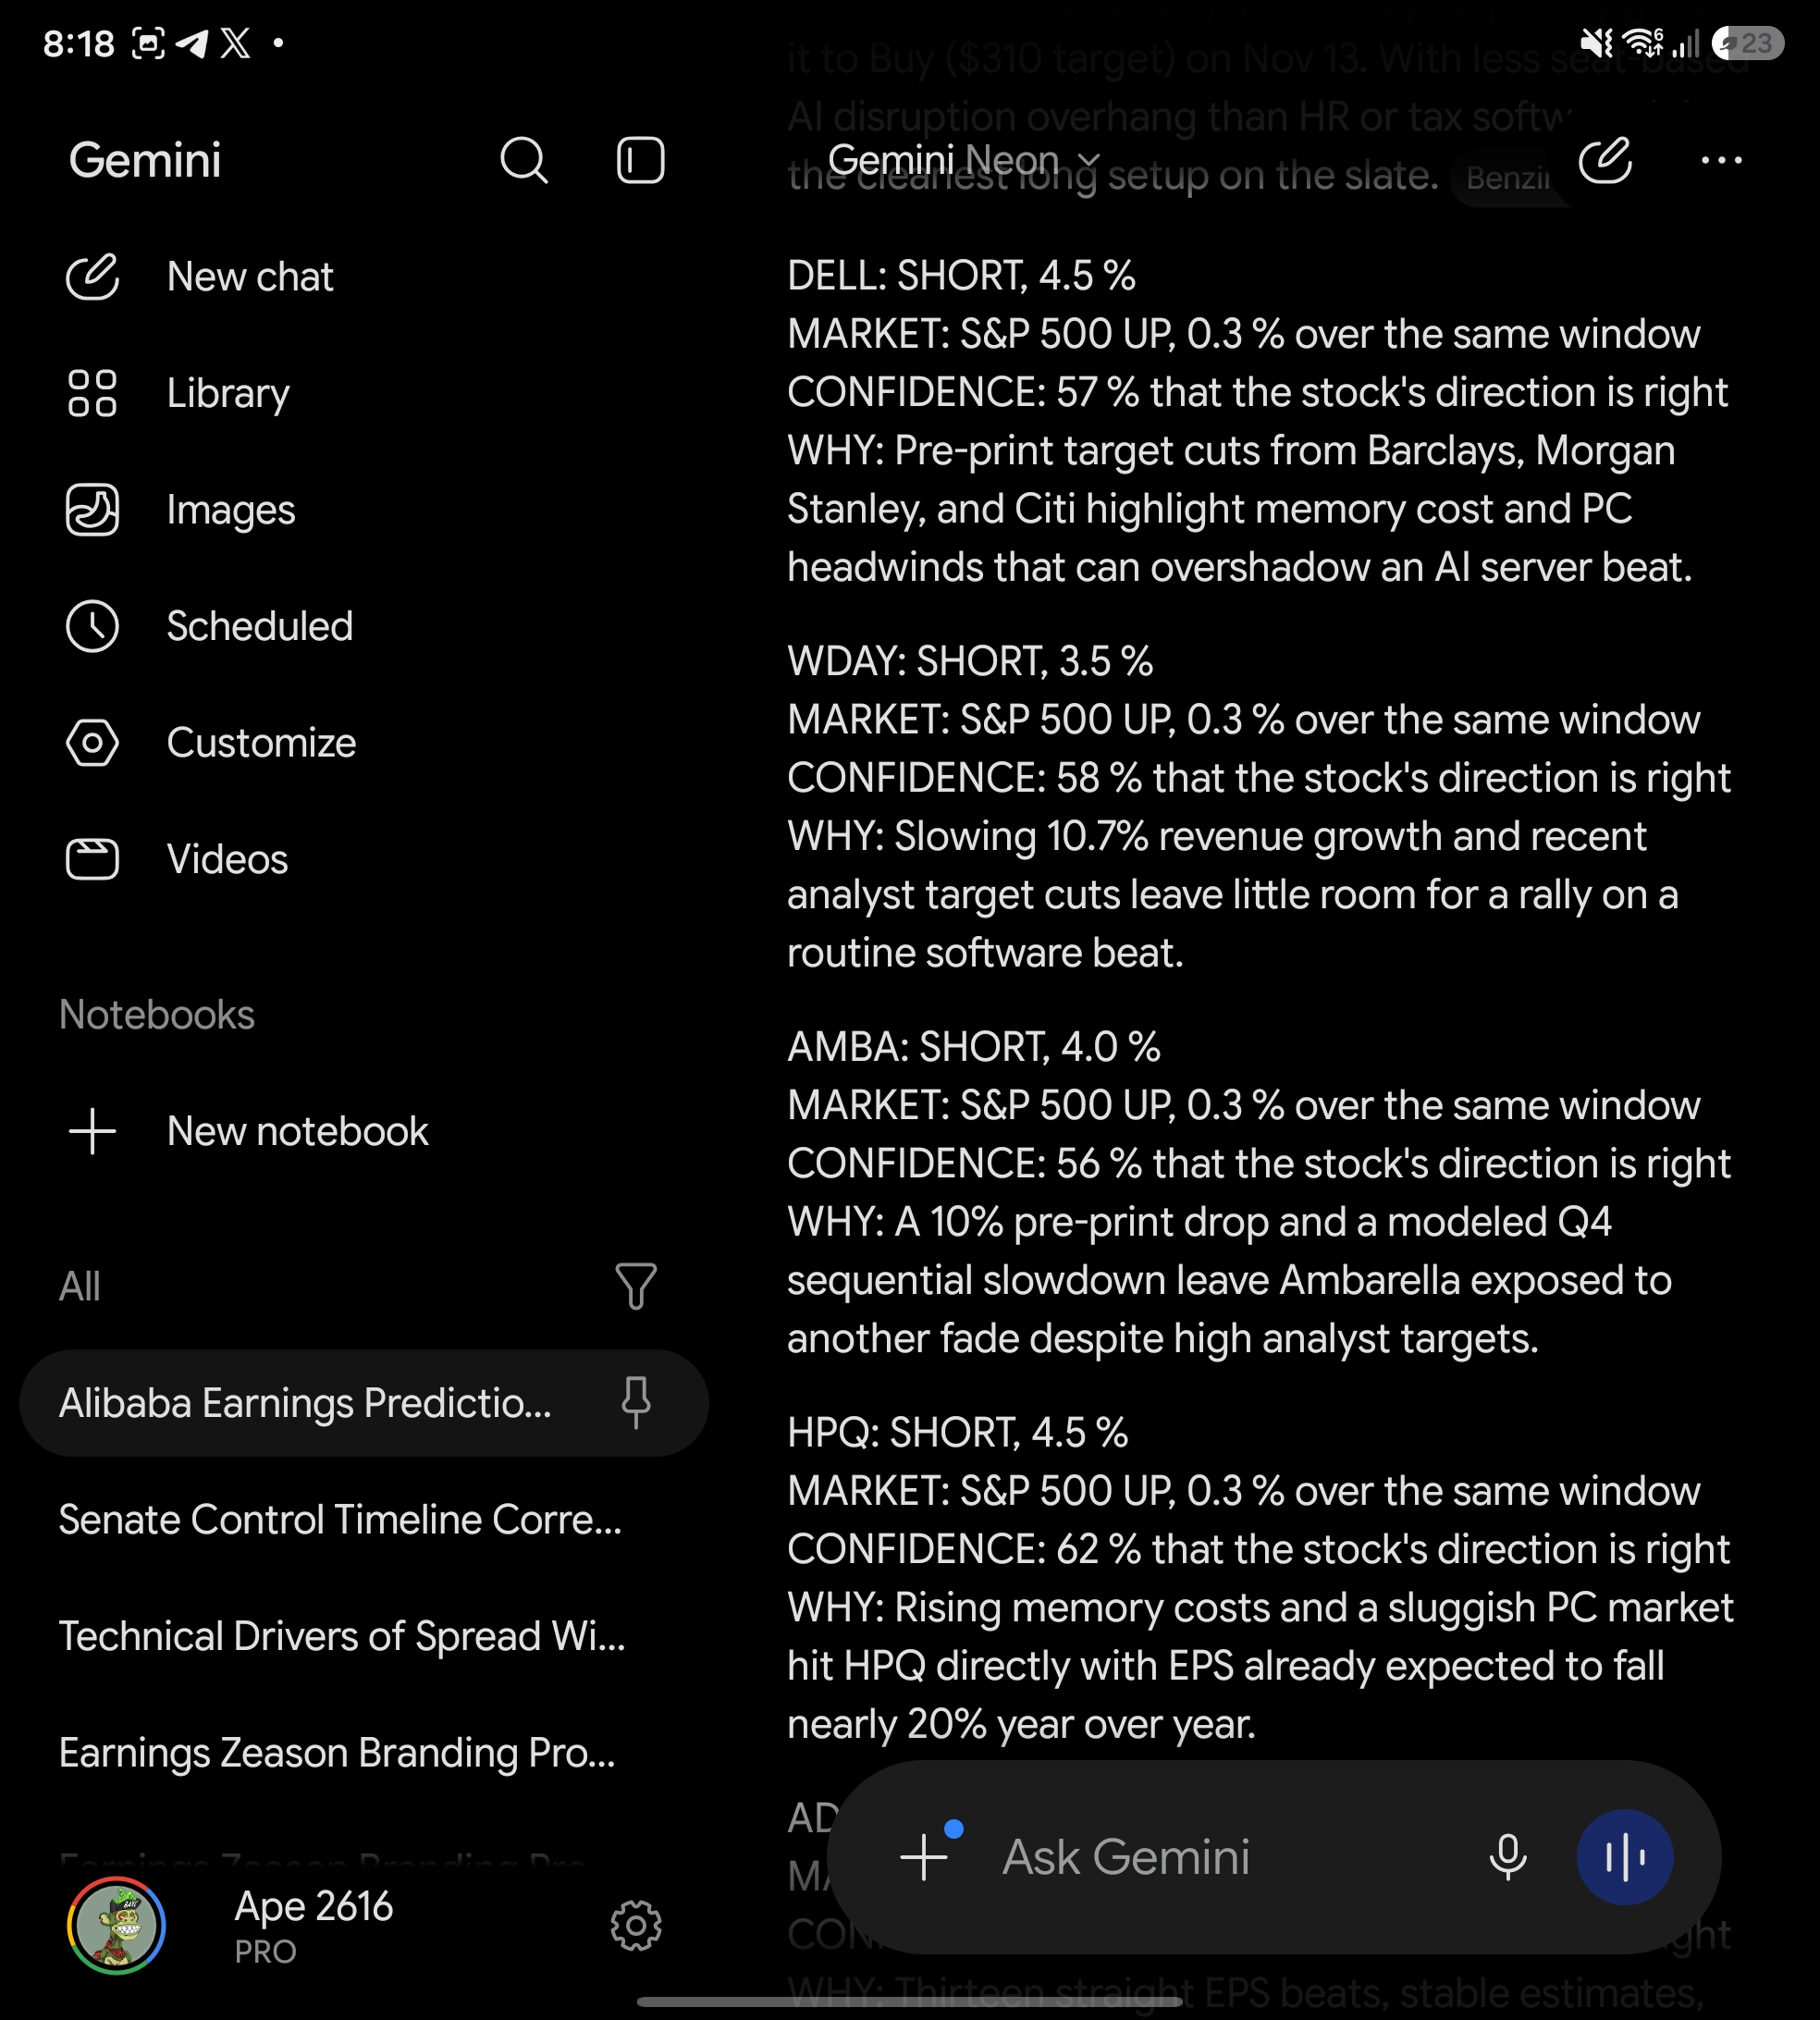 8:18
23
Gemini
New chat
Library
Images
Scheduled
Customize
Videos
Notebooks
New notebook
All
Alibaba Earnings Predictio...
Senate Control Timeline Corre...
Technical Drivers of Spread Wi...
Earnings Zeason Branding Pro...
Earnings Zeason Branding Pro...
Ape 2616
PRO
it to Buy ($310 target) on Nov 13. With less seat-based
AI disruption overhang than HR or tax softw
Gemini Neon
the cleanest long setup on the slate. Benzin
DELL: SHORT, 4.5 %
MARKET: S&P 500 UP, 0.3 % over the same window
CONFIDENCE: 57 % that the stock's direction is right
WHY: Pre-print target cuts from Barclays, Morgan
Stanley, and Citi highlight memory cost and PC
headwinds that can overshadow an AI server beat.
WDAY: SHORT, 3.5 %
MARKET: S&P 500 UP, 0.3 % over the same window
CONFIDENCE: 58 % that the stock's direction is right
WHY: Slowing 10.7% revenue growth and recent
analyst target cuts leave little room for a rally on a
routine software beat.
AMBA: SHORT, 4.0 %
MARKET: S&P 500 UP, 0.3 % over the same window
CONFIDENCE: 56 % that the stock's direction is right
WHY: A 10% pre-print drop and a modeled Q4
sequential slowdown leave Ambarella exposed to
another fade despite high analyst targets.
HPQ: SHORT, 4.5 %
MARKET: S&P 500 UP, 0.3 % over the same window
CONFIDENCE: 62 % that the stock's direction is right
WHY: Rising memory costs and a sluggish PC market
hit HPQ directly with EPS already expected to fall
nearly 20% year over year.
AD
MA
CON
ght
WHY: Thirteen straight EPS beats, stable estimates,
Ask Gemini